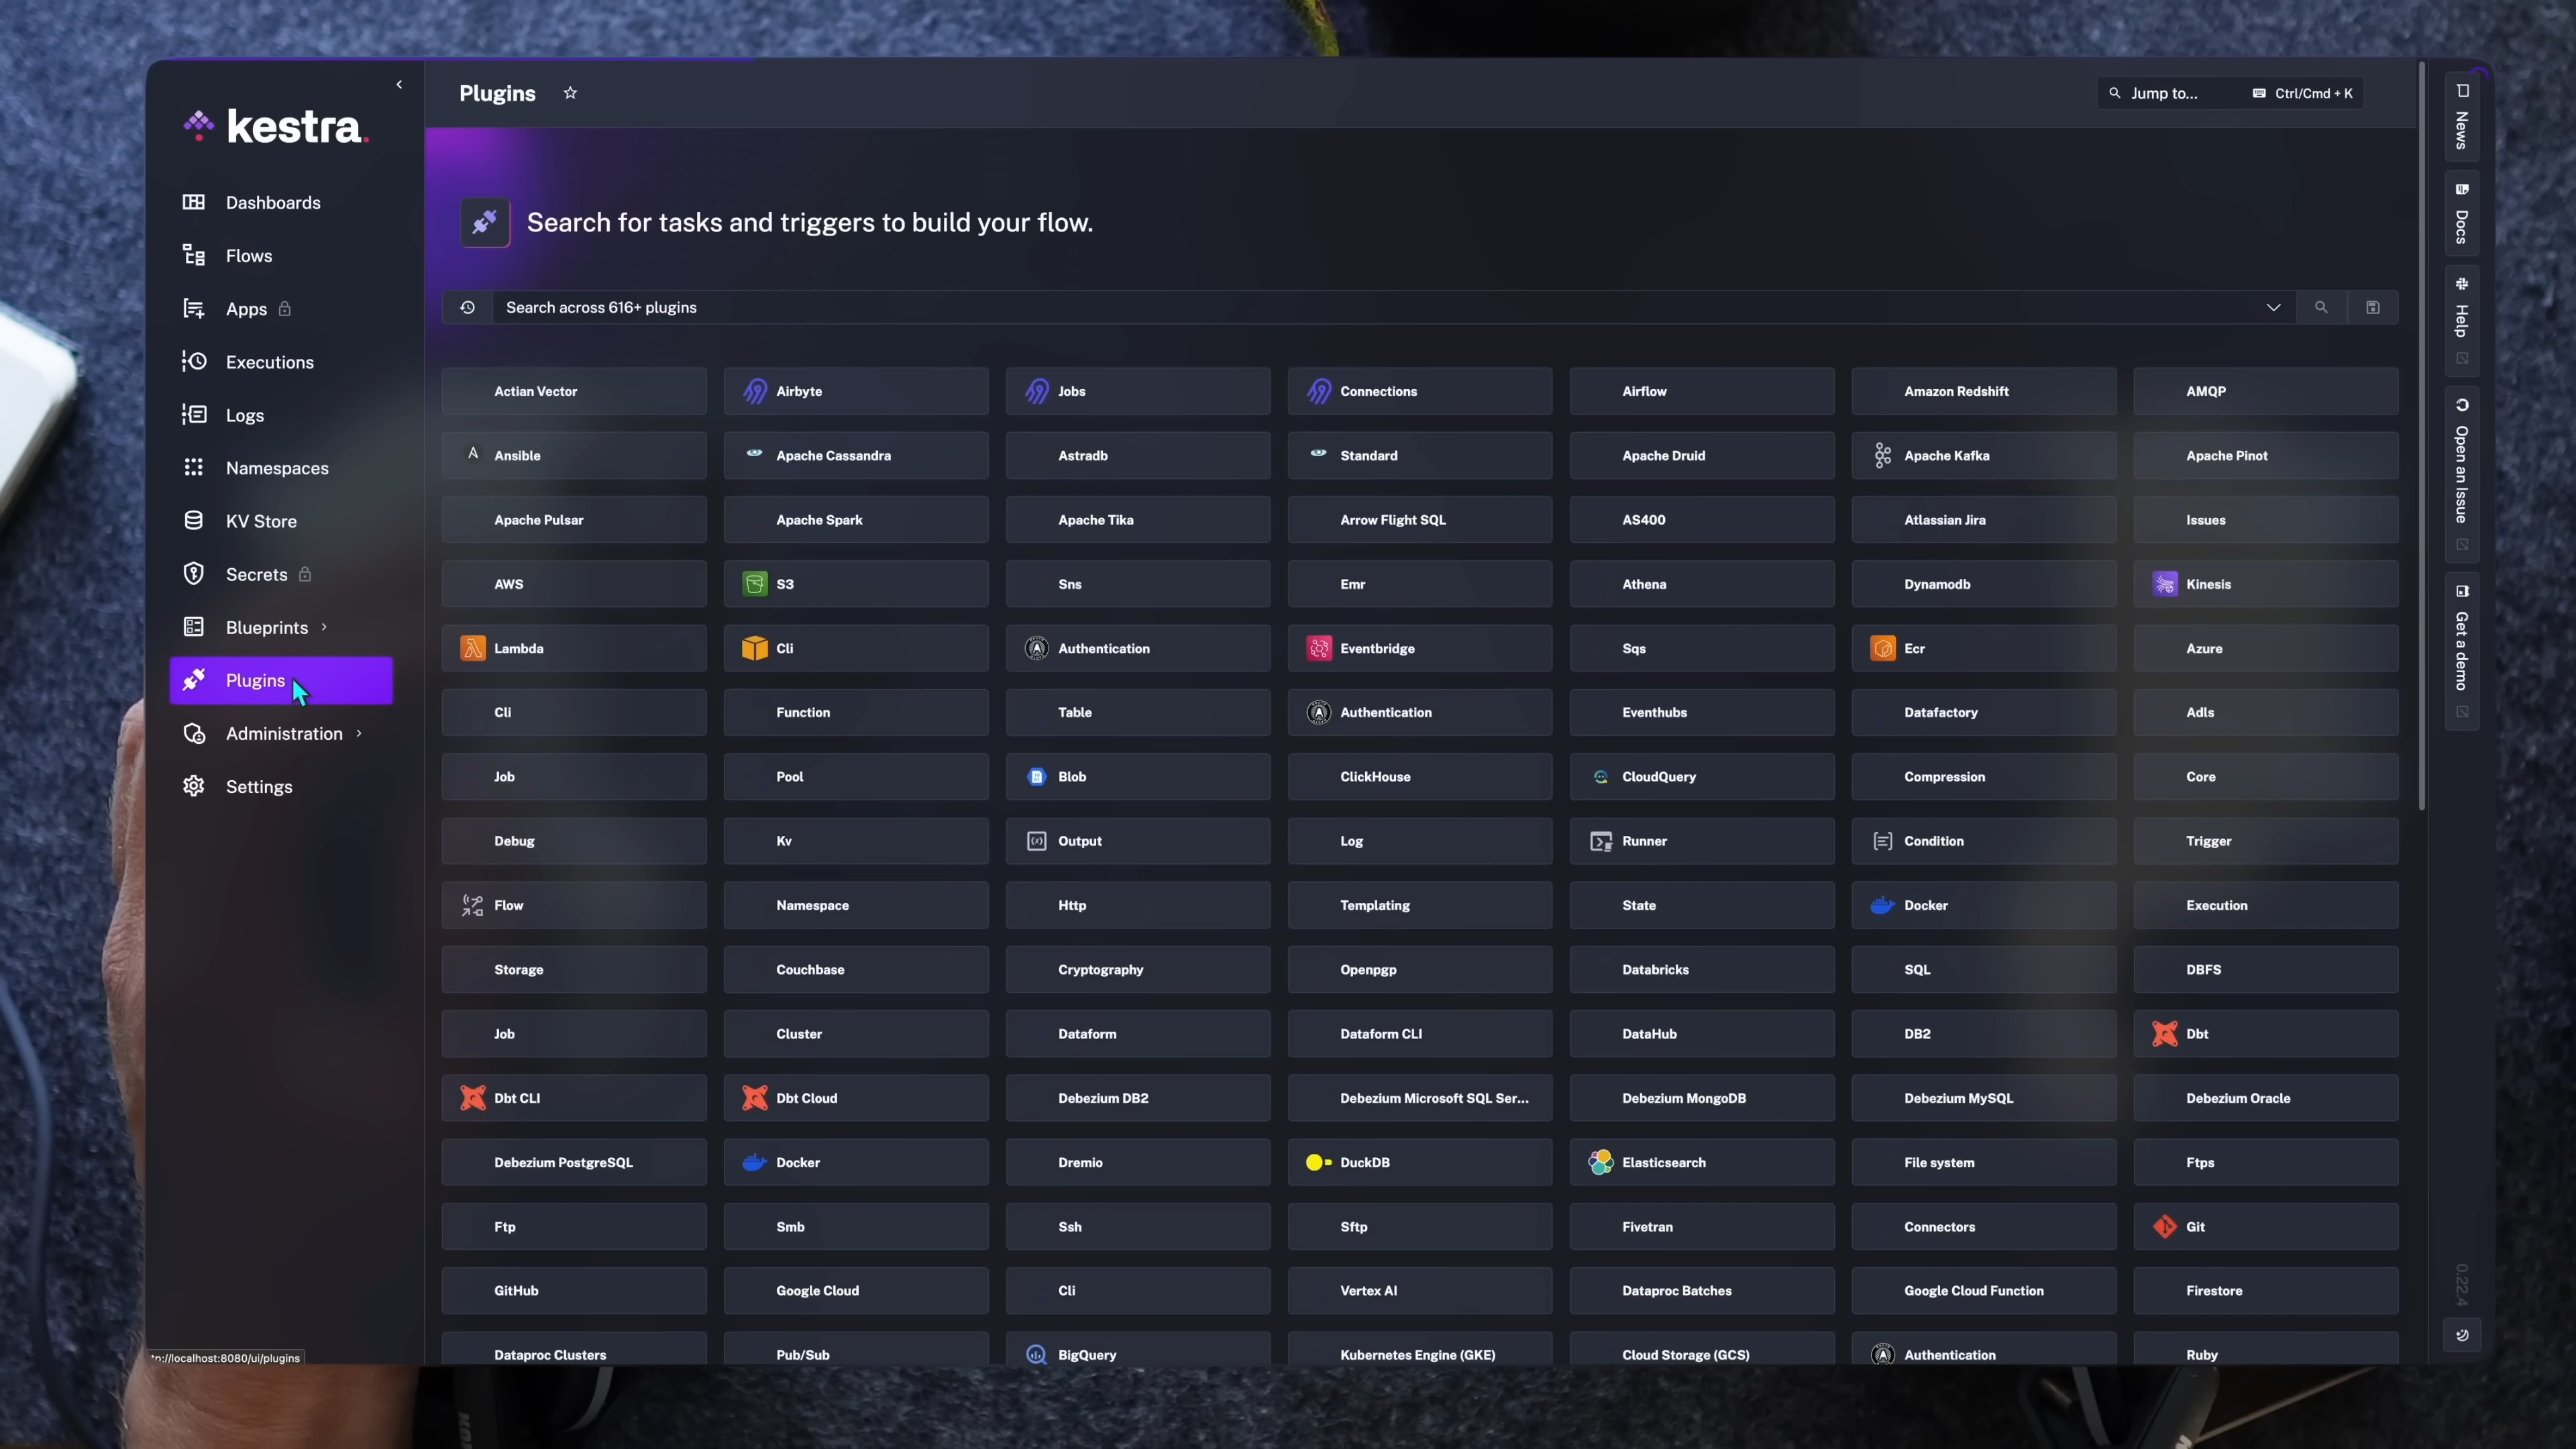 kestra.
Dashboards
Flows
Apps
Executions
Logs
Namespaces
KV Store
Secrets
Blueprints
Plugins
Administration
Settings
tp://localhost:8080/ui/plugins
Plugins
Jump to... Ctrl/Cmd + K
Search for tasks and triggers to build your flow.
Search across 616+ plugins
Actian Vector Airbyte Jobs Connections Airflow Amazon Redshift AMQP
Ansible Apache Cassandra Astradb Standard Apache Druid Apache Kafka Apache Pinot
Apache Pulsar Apache Spark Apache Tika Arrow Flight SQL AS400 Atlassian Jira Issues
AWS S3 Sns Emr Athena Dynamodb Kinesis
Lambda Cli Authentication Eventbridge Sqs Ecr Azure
Cli Function Table Authentication Eventhubs Datafactory Adls
Job Pool Blob ClickHouse CloudQuery Compression Core
Debug Kv Output Log Runner Condition Trigger
Flow Namespace Http Templating State Docker Execution
Storage Couchbase Cryptography Openpgp Databricks SQL DBFS
Job Cluster Dataform Dataform CLI DataHub DB2 Dbt
Dbt CLI Dbt Cloud Debezium DB2 Debezium Microsoft SQL Ser... Debezium MongoDB Debezium MySQL Debezium Oracle
Debezium PostgreSQL Docker Dremio DuckDB Elasticsearch File system Ftps
Ftp Smb Ssh Sftp Fivetran Connectors Git
GitHub Google Cloud Cli Vertex AI Dataproc Batches Google Cloud Function Firestore
Dataproc Clusters Pub/Sub BigQuery Kubernetes Engine (GKE) Cloud Storage (GCS) Authentication Ruby
News
Docs
Help
Open an Issue
Get a demo
0.22.4